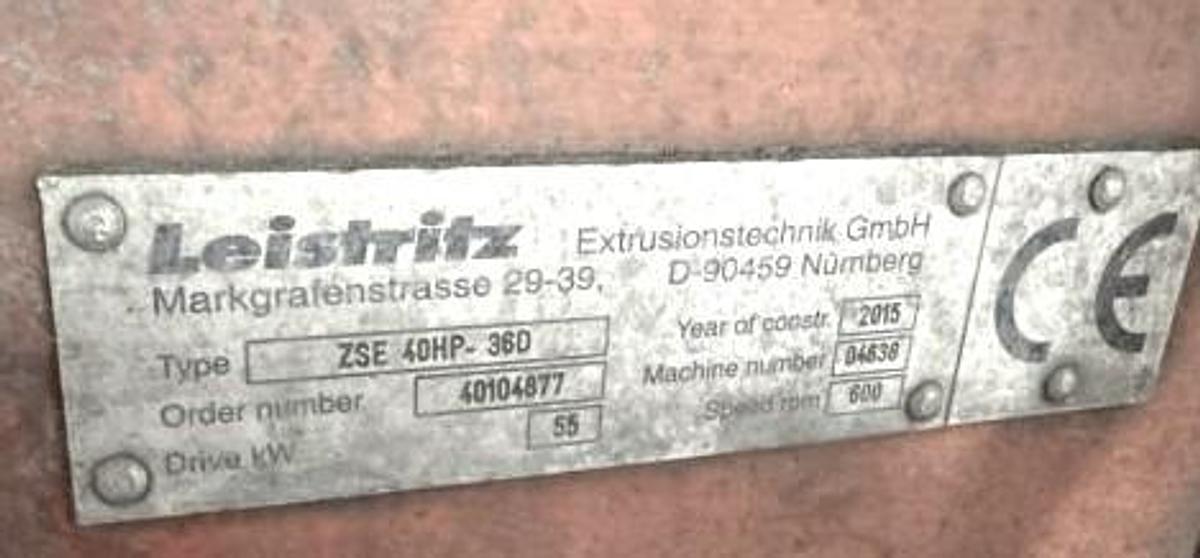 Leistritz Extrusionstechnik GmbH
Markgrafenstrasse 29-39, D-90459 Nürnberg
Type ZSE 40HP- 36D
Order number 40104877
Drive kW 55
Year of constr. 2015
Machine number 04638
Speed rpm 600
CE